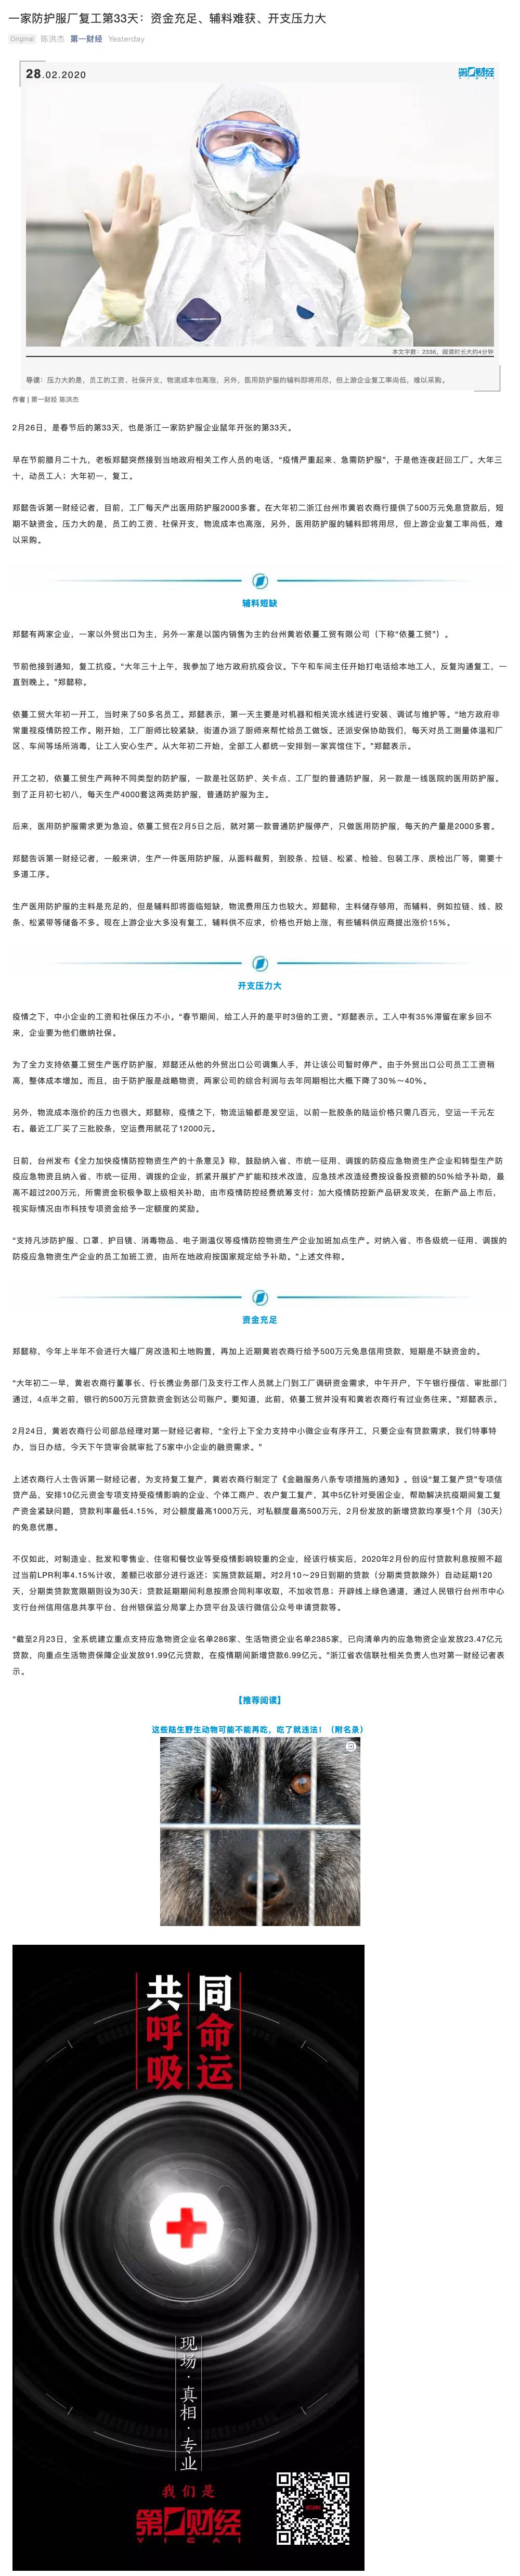 一家防护服厂复工第33天：资金充足、辅料难获、开支压力大
Original 陈洪杰 第一财经 Yesterday
28.02.2020
第一财经
本文字数：2336，阅读时长大约4分钟
导读：压力大的是，员工的工资、社保开支，物流成本也高涨，另外，医用防护服的辅料即将用尽，但上游企业复工率尚低，难以采购。
作者 | 第一财经 陈洪杰
2月26日，是春节后的第33天，也是浙江一家防护服企业鼠年开张的第33天。
早在节前腊月二十九，老板郑懿突然接到当地政府相关工作人员的电话，“疫情严重起来、急需防护服”，于是他连夜赶回工厂。大年三
十，动员工人；大年初一，复工。
郑懿告诉第一财经记者，目前，工厂每天产出医用防护服2000多套。在大年初二浙江台州市黄岩农商行提供了500万元免息贷款后，短
期不缺资金。压力大的是，员工的工资、社保开支，物流成本也高涨，另外，医用防护服的辅料即将用尽，但上游企业复工率尚低，难
以采购。
辅料短缺
郑懿有两家企业，一家以外贸出口为主，另外一家是以国内销售为主的台州黄岩依蔓工贸有限公司（下称“依蔓工贸”）。
节前他接到通知，复工抗疫。“大年三十上午，我参加了地方政府抗疫会议。下午和车间主任开始打电话给本地工人，反复沟通复工，一
直到晚上。”郑懿称。
依蔓工贸大年初一开工，当时来了50多名员工。郑懿表示，第一天主要是对机器和相关流水线进行安装、调试与维护等。“地方政府非
常重视疫情防控工作。刚开始，工厂厨师比较紧缺，街道办派了厨师来帮忙给员工做饭。还派安保协助我们，每天对员工测量体温和厂
区、车间等场所消毒，让工人安心生产。从大年初二开始，全部工人都统一安排到一家宾馆住下。”郑懿表示。
开工之初，依蔓工贸生产两种不同类型的防护服，一款是社区防护、关卡点、工厂型的普通防护服，另一款是一线医院的医用防护服。
到了正月初七初八，每天生产4000套这两类防护服，普通防护服为主。
后来，医用防护服需求更为急迫。依蔓工贸在2月5日之后，就对第一款普通防护服停产，只做医用防护服，每天的产量是2000多套。
郑懿告诉第一财经记者，一般来讲，生产一件医用防护服，从面料裁剪，到胶条、拉链、松紧、检验、包装工序、质检出厂等，需要十
多道工序。
生产医用防护服的主料是充足的，但是辅料即将面临短缺，物流费用压力也较大。郑懿称，主料储存够用，而辅料，例如拉链、线、胶
条、松紧带等储备不多。现在上游企业大多没有复工，辅料供不应求，价格也开始上涨，有些辅料供应商提出涨价15%。
开支压力大
疫情之下，中小企业的工资和社保压力不小。“春节期间，给工人开的是平时3倍的工资。”郑懿表示。工人中有35%滞留在家乡回不
来，企业要为他们缴纳社保。
为了全力支持依蔓工贸生产医疗防护服，郑懿还从他的外贸出口公司调集人手，并让该公司暂时停产。由于外贸出口公司员工工资稍
高，整体成本增加。而且，由于防护服是战略物资，两家公司的综合利润与去年同期相比大概下降了30%～40%。
另外，物流成本涨价的压力也很大。郑懿称，疫情之下，物流运输都是发空运，以前一批胶条的陆运价格只需几百元，空运一千元左
右。最近工厂买了三批胶条，空运费用就花了12000元。
日前，台州发布《全力加快疫情防控物资生产的十条意见》称，鼓励纳入省、市统一征用、调拨的防疫应急物资生产企业和转型生产防
疫应急物资且纳入省、市统一征用、调拨的企业，抓紧开展扩产扩能和技术改造，应急技术改造经费按设备投资额的50%给予补助，最
高不超过200万元，所需资金积极争取上级相关补助，由市疫情防控经费统筹支付；加大疫情防控新产品研发攻关，在新产品上市后，
视实际情况由市科技专项资金给予一定额度的奖励。
“支持凡涉防护服、口罩、护目镜、消毒物品、电子测温仪等疫情防控物资生产企业加班加点生产。对纳入省、市各级统一征用、调拨的
防疫应急物资生产企业的员工加班工资，由所在地政府按国家规定给予补助。”上述文件称。
资金充足
郑懿称，今年上半年不会进行大幅厂房改造和土地购置，再加上近期黄岩农商行给予500万元免息信用贷款，短期是不缺资金的。
“大年初二一早，黄岩农商行董事长、行长携业务部门及支行工作人员就上门到工厂调研资金需求，中午开户，下午银行授信、审批部门
通过，4点半之前，银行的500万元贷款资金到达公司账户。要知道，此前，依蔓工贸并没有和黄岩农商行有过业务往来。”郑懿表示。
2月24日，黄岩农商行公司部总经理对第一财经记者称，“全行上下全力支持中小微企业有序开工，只要企业有贷款需求，我们特事特
办，当日办结，今天下午贷审会就审批了5家中小企业的融资需求。”
上述农商行人士告诉第一财经记者，为支持复工复产，黄岩农商行制定了《金融服务八条专项措施的通知》。创设“复工复产贷”专项信
贷产品，安排10亿元资金专项支持受疫情影响的企业、个体工商户、农户复工复产，其中5亿针对受困企业，帮助解决抗疫期间复工复
产资金紧缺问题，贷款利率最低4.15%，对公额度最高1000万元，对私额度最高500万元，2月份发放的新增贷款均享受1个月（30天）
的免息优惠。
不仅如此，对制造业、批发和零售业、住宿和餐饮业等受疫情影响较重的企业，经该行核实后，2020年2月份的应付贷款利息按照不超
过当前LPR利率4.15%计收，差额已收部分进行返还；实施贷款延期。对2月10～29日到期的贷款（分期类贷款除外）自动延期120
天，分期类贷款宽限期则设为30天；贷款延期期间利息按原合同利率收取，不加收罚息；开辟线上绿色通道，通过人民银行台州市中心
支行台州信用信息共享平台、台州银保监分局掌上办贷平台及该行微信公众号申请贷款等。
“截至2月23日，全系统建立重点支持应急物资企业名单286家、生活物资企业名单2385家，已向清单内的应急物资企业发放23.47亿元
贷款，向重点生活物资保障企业发放91.99亿元贷款，在疫情期间新增贷款6.99亿元。”浙江省农信联社相关负责人也对第一财经记者表
示。
【推荐阅读】
这些陆生野生动物可能不能再吃，吃了就违法！（附名录）
共同
呼命
吸运
现场·真相·专业
我们是
第一财经
YICAI